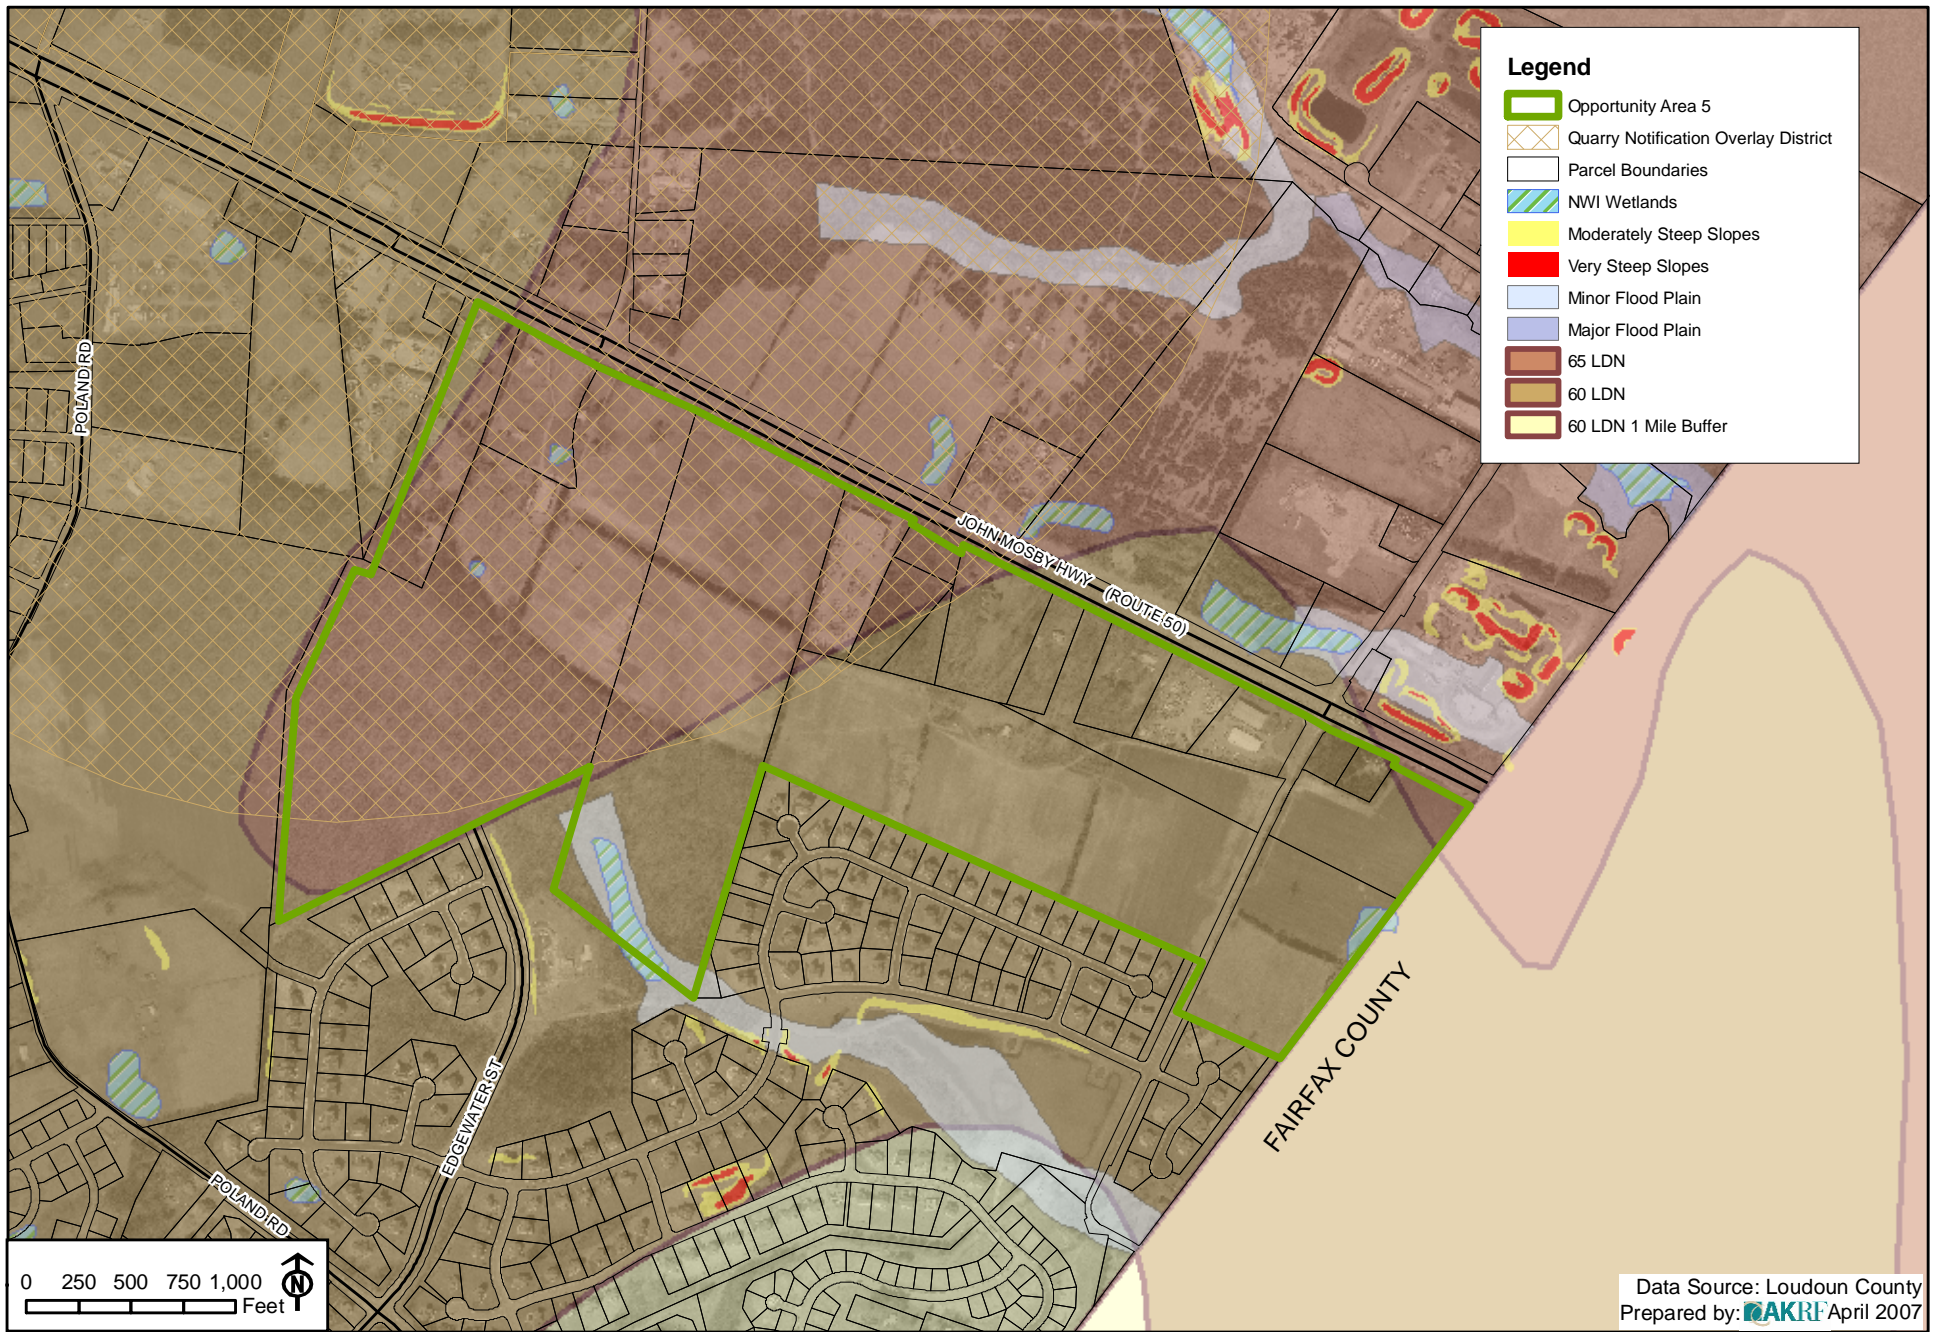 Legend
Opportunity Area 5
Quarry Notification Overlay District
Parcel Boundaries
NWI Wetlands
Moderately Steep Slopes
Very Steep Slopes
Minor Flood Plain
Major Flood Plain
65 LDN
60 LDN
60 LDN 1 Mile Buffer
POLAND RD
JOHN MOSBY HWY (ROUTE 50)
FAIRFAX COUNTY
EDGEWATER ST
POLAND RD
0 250 500 750 1,000
Feet
N
Data Source: Loudoun County
Prepared by: AKRF April 2007